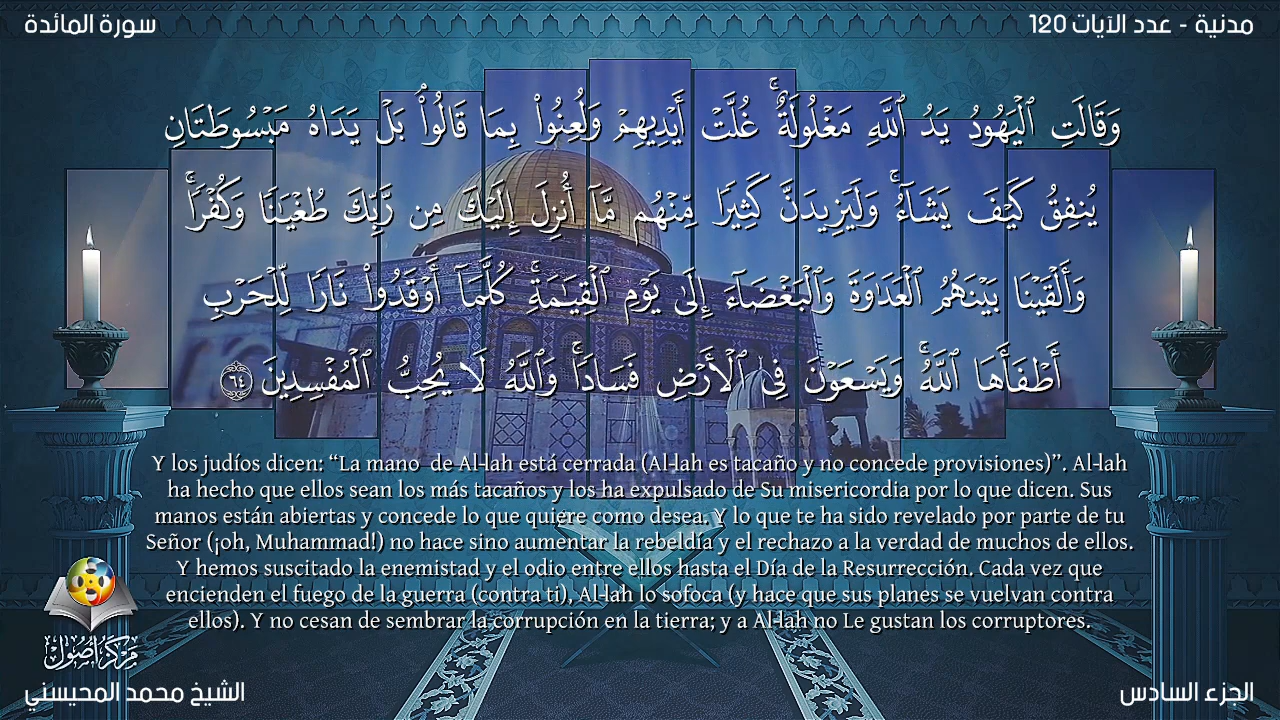 مدنية - عدد الآيات 120
سورة المائدة
وَقَالَتِ ٱلۡيَهُودُ يَدُ ٱللَّهِ مَغۡلُولَةٌۚ غُلَّتۡ أَيۡدِيهِمۡ وَلُعِنُواْ بِمَا قَالُواْۘ بَلۡ يَدَاهُ مَبۡسُوطَتَانِ
يُنفِقُ كَيۡفَ يَشَآءُۚ وَلَيَزِيدَنَّ كَثِيرٗا مِّنۡهُم مَّآ أُنزِلَ إِلَيۡكَ مِن رَّبِّكَ طُغۡيَٰنٗا وَكُفۡرٗاۚ
وَأَلۡقَيۡنَا بَيۡنَهُمُ ٱلۡعَدَٰوَةَ وَٱلۡبَغۡضَآءَ إِلَىٰ يَوۡمِ ٱلۡقِيَٰمَةِۚ كُلَّمَآ أَوۡقَدُواْ نَارٗا لِّلۡحَرۡبِ
أَطۡفَأَهَا ٱللَّهُۚ وَيَسۡعَوۡنَ فِي ٱلۡأَرۡضِ فَسَادٗاۚ وَٱللَّهُ لَا يُحِبُّ ٱلۡمُفۡسِدِينَ ٦٤
Y los judíos dicen: “La mano de Al-lah está cerrada (Al-lah es tacaño y no concede provisiones)”. Al-lah
ha hecho que ellos sean los más tacaños y los ha expulsado de Su misericordia por lo que dicen. Sus
manos están abiertas y concede lo que quiere como desea. Y lo que te ha sido revelado por parte de tu
Señor (¡oh, Muhammad!) no hace sino aumentar la rebeldía y el rechazo a la verdad de muchos de ellos.
Y hemos suscitado la enemistad y el odio entre ellos hasta el Día de la Resurrección. Cada vez que
encienden el fuego de la guerra (contra ti), Al-lah lo sofoca (y hace que sus planes se vuelvan contra
ellos). Y no cesan de sembrar la corrupción en la tierra; y a Al-lah no Le gustan los corruptores.
مركز أصول
الجزء السادس
الشيخ محمد المحيسني